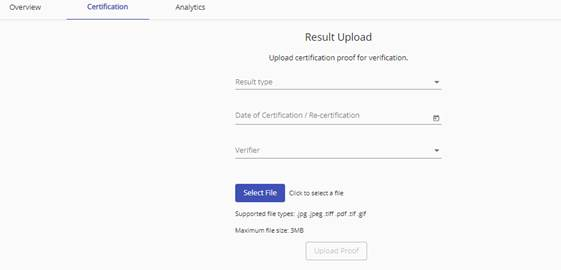 Overview Certification Analytics
Result Upload
Upload certification proof for verification.
Result type
Date of Certification / Re-certification
Verifier
Select File Click to select a file
Supported file types: .jpg .jpeg .tiff .pdf .tif .gif
Maximum file size: 3MB
Upload Proof